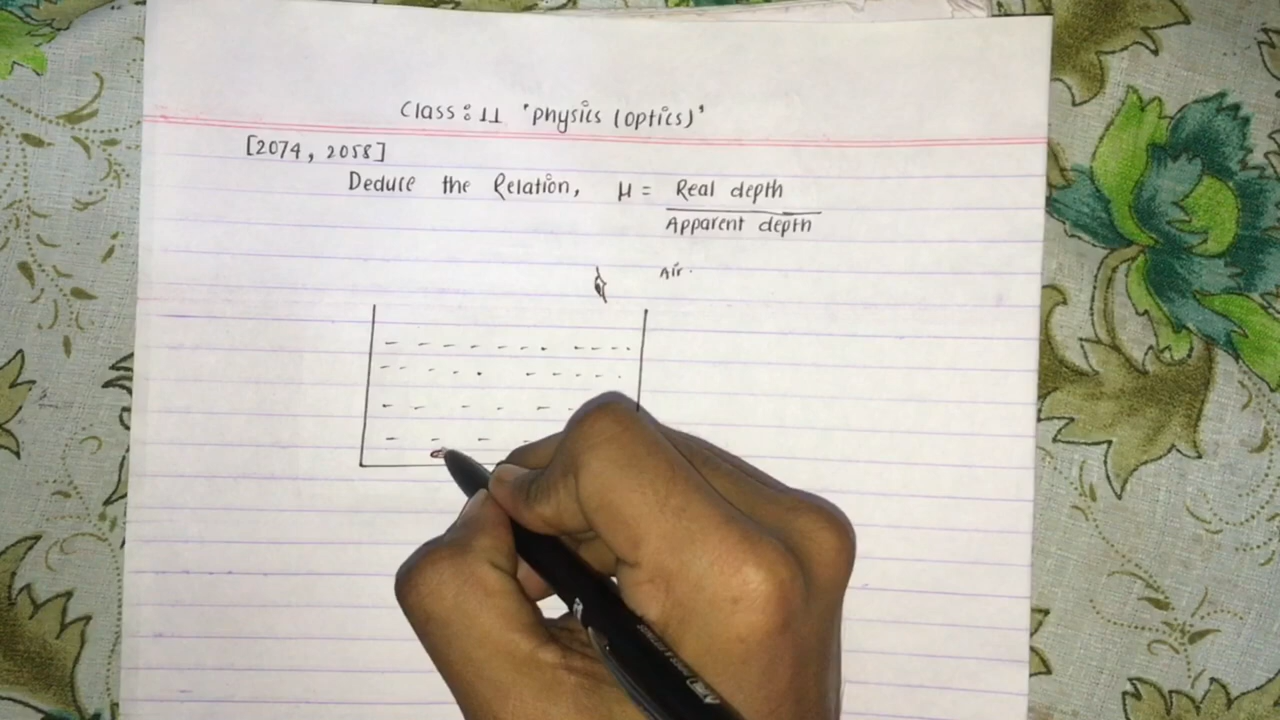 Class: 11 'physics (optics)'
[2074, 2058]
Deduce the Relation, μ = Real depth
Apparent depth
Air.